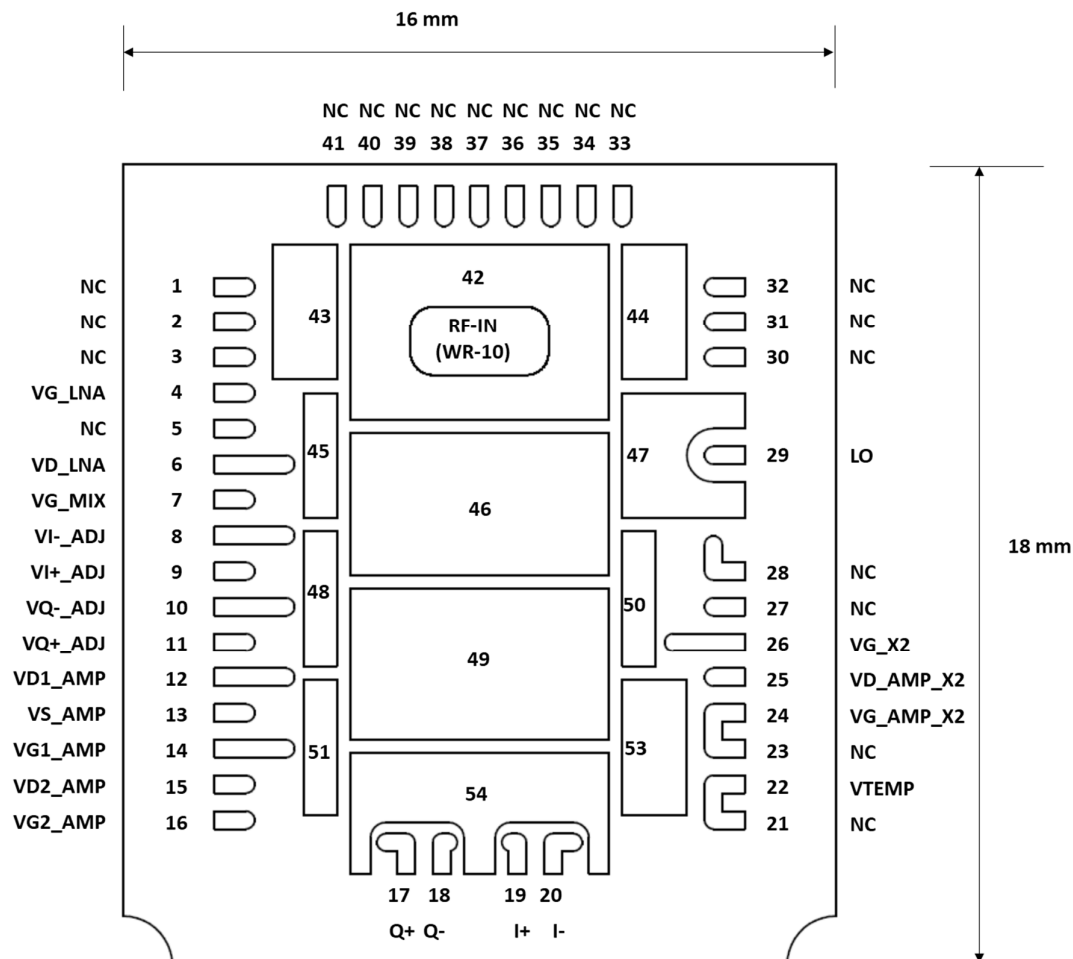 16 mm
NC NC NC NC NC NC NC NC NC
41 40 39 38 37 36 35 34 33
42
RF-IN
(WR-10)
43
44
NC 1
NC 2
NC 3
VG_LNA 4
NC 5
VD_LNA 6
VG_MIX 7
VI-_ADJ 8
VI+_ADJ 9
VQ-_ADJ 10
VQ+_ADJ 11
VD1_AMP 12
VS_AMP 13
VG1_AMP 14
VD2_AMP 15
VG2_AMP 16
45
46
47
48
49
50
51
53
54
32 NC
31 NC
30 NC
29 LO
28 NC
27 NC
26 VG_X2
25 VD_AMP_X2
24 VG_AMP_X2
23 NC
22 VTEMP
21 NC
18 mm
17 18 19 20
Q+ Q- I+ I-